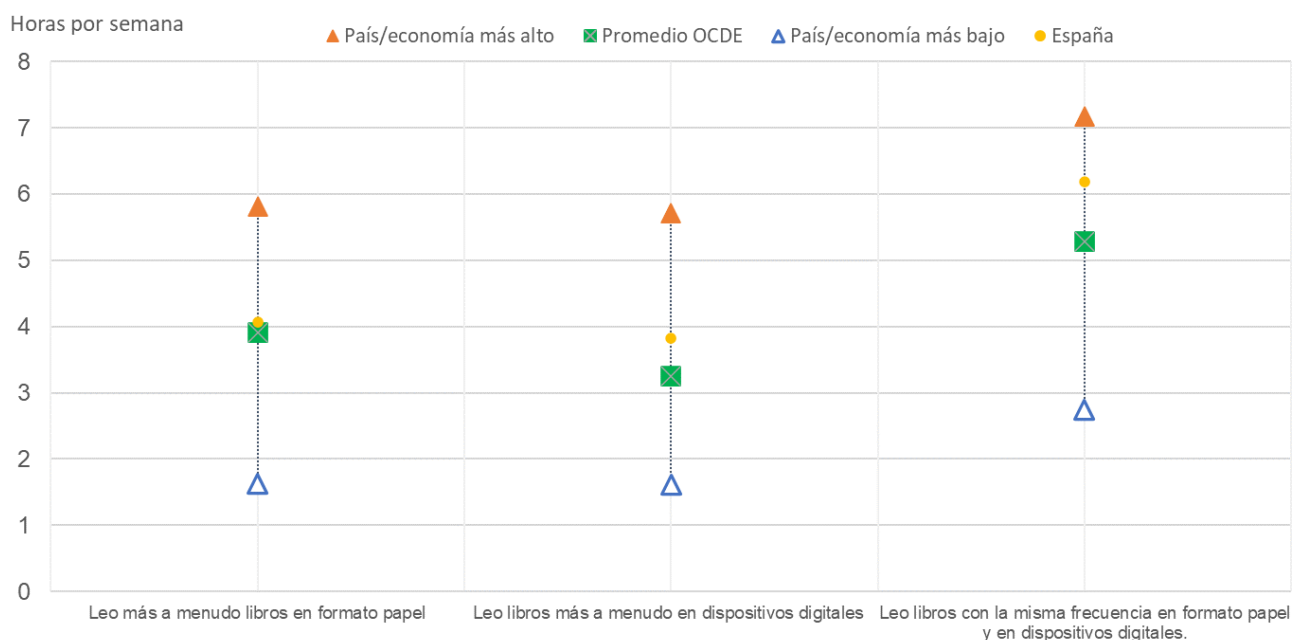 Horas por semana
País/economía más alto Promedio OCDE País/economía más bajo España
8
7
6
5
4
3
2
1
0
Leo más a menudo libros en formato papel
Leo libros más a menudo en dispositivos digitales
Leo libros con la misma frecuencia en formato papel
y en dispositivos digitales.